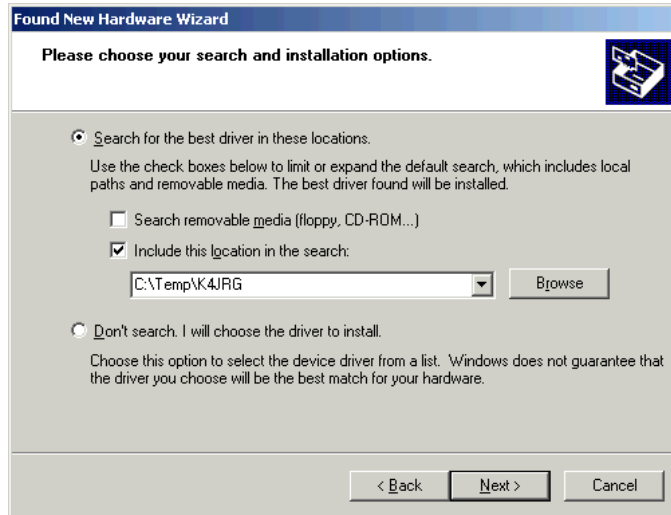 Found New Hardware Wizard
Please choose your search and installation options.
Search for the best driver in these locations.
Use the check boxes below to limit or expand the default search, which includes local
paths and removable media. The best driver found will be installed.
Search removable media (floppy, CD-ROM...)
Include this location in the search:
C:\Temp\K4JRG
Browse
Don't search. I will choose the driver to install.
Choose this option to select the device driver from a list. Windows does not guarantee that
the driver you choose will be the best match for your hardware.
< Back Next > Cancel